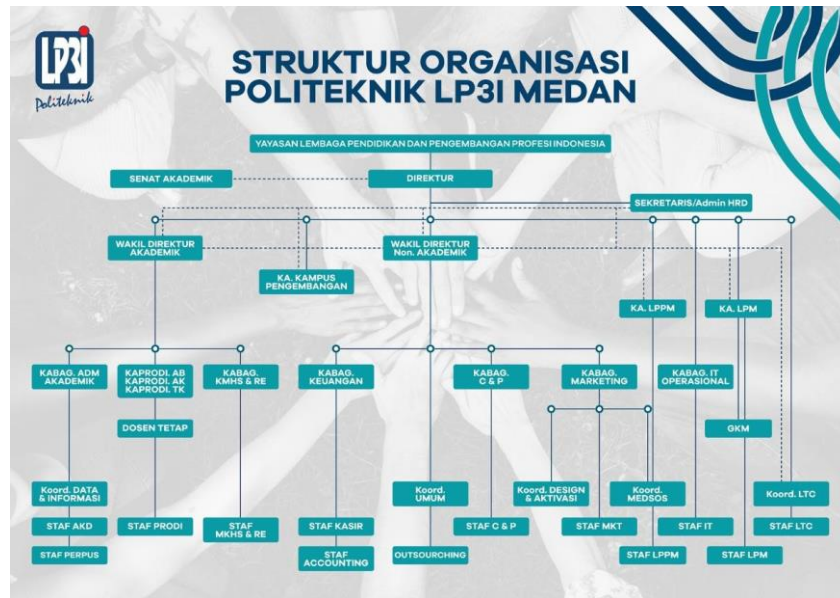 LP3I
Politeknik
STRUKTUR ORGANISASI
POLITEKNIK LP3I MEDAN
YAYASAN LEMBAGA PENDIDIKAN DAN PENGEMBANGAN PROFESI INDONESIA
SENAT AKADEMIK
DIREKTUR
SEKRETARIS/Admin HRD
WAKIL DIREKTUR
AKADEMIK
WAKIL DIREKTUR
Non. AKADEMIK
KA. KAMPUS
PENGEMBANGAN
KA. LPPM
KA. LPM
KABAG. ADM
AKADEMIK
KAPRODI. AB
KAPRODI. AK
KAPRODI. TK
KABAG.
KMHS & RE
KABAG.
KEUANGAN
KABAG.
C & P
KABAG.
MARKETING
KABAG. IT
OPERASIONAL
DOSEN TETAP
GKM
Koord. DATA
& INFORMASI
Koord.
UMUM
Koord. DESIGN
& AKTIVASI
Koord.
MEDSOS
Koord. LTC
STAF AKD
STAF PRODI
STAF
MKHS & RE
STAF KASIR
STAF C & P
STAF MKT
STAF IT
STAF LTC
STAF PERPUS
STAF
ACCOUNTING
OUTSOURCHING
STAF LPPM
STAF LPM